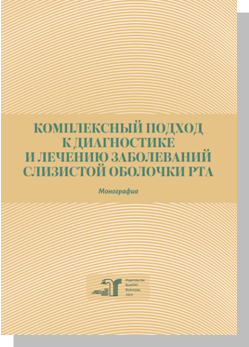 КОМПЛЕКСНЫЙ ПОДХОД
К ДИАГНОСТИКЕ
И ЛЕЧЕНИЮ ЗАБОЛЕВАНИЙ
СЛИЗИСТОЙ ОБОЛОЧКИ РТА
Монография